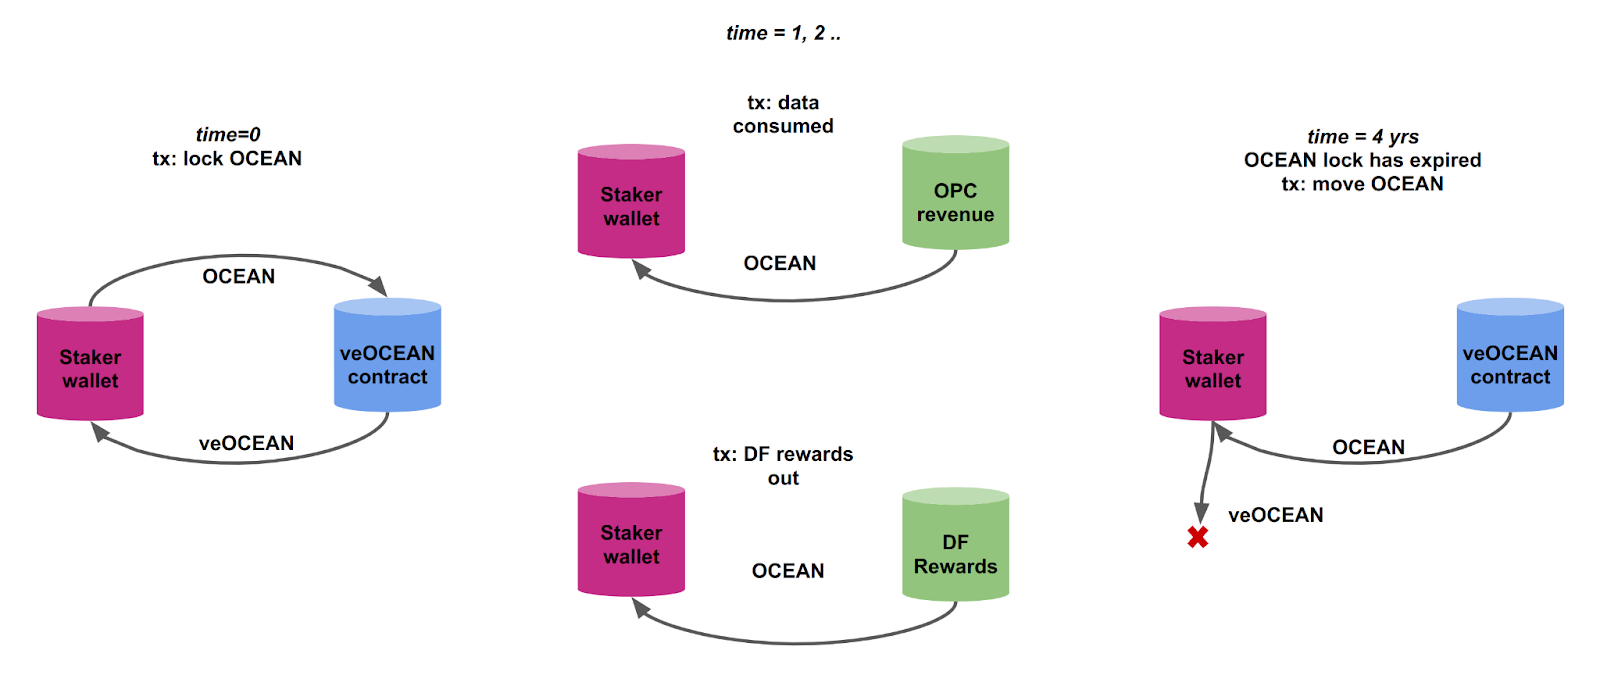 time=0
tx: lock OCEAN
OCEAN
Staker
wallet
veOCEAN
contract
veOCEAN
time = 1, 2 ..
tx: data
consumed
Staker
wallet
OPC
revenue
OCEAN
tx: DF rewards
out
Staker
wallet
DF
Rewards
OCEAN
time = 4 yrs
OCEAN lock has expired
tx: move OCEAN
Staker
wallet
veOCEAN
contract
OCEAN
veOCEAN